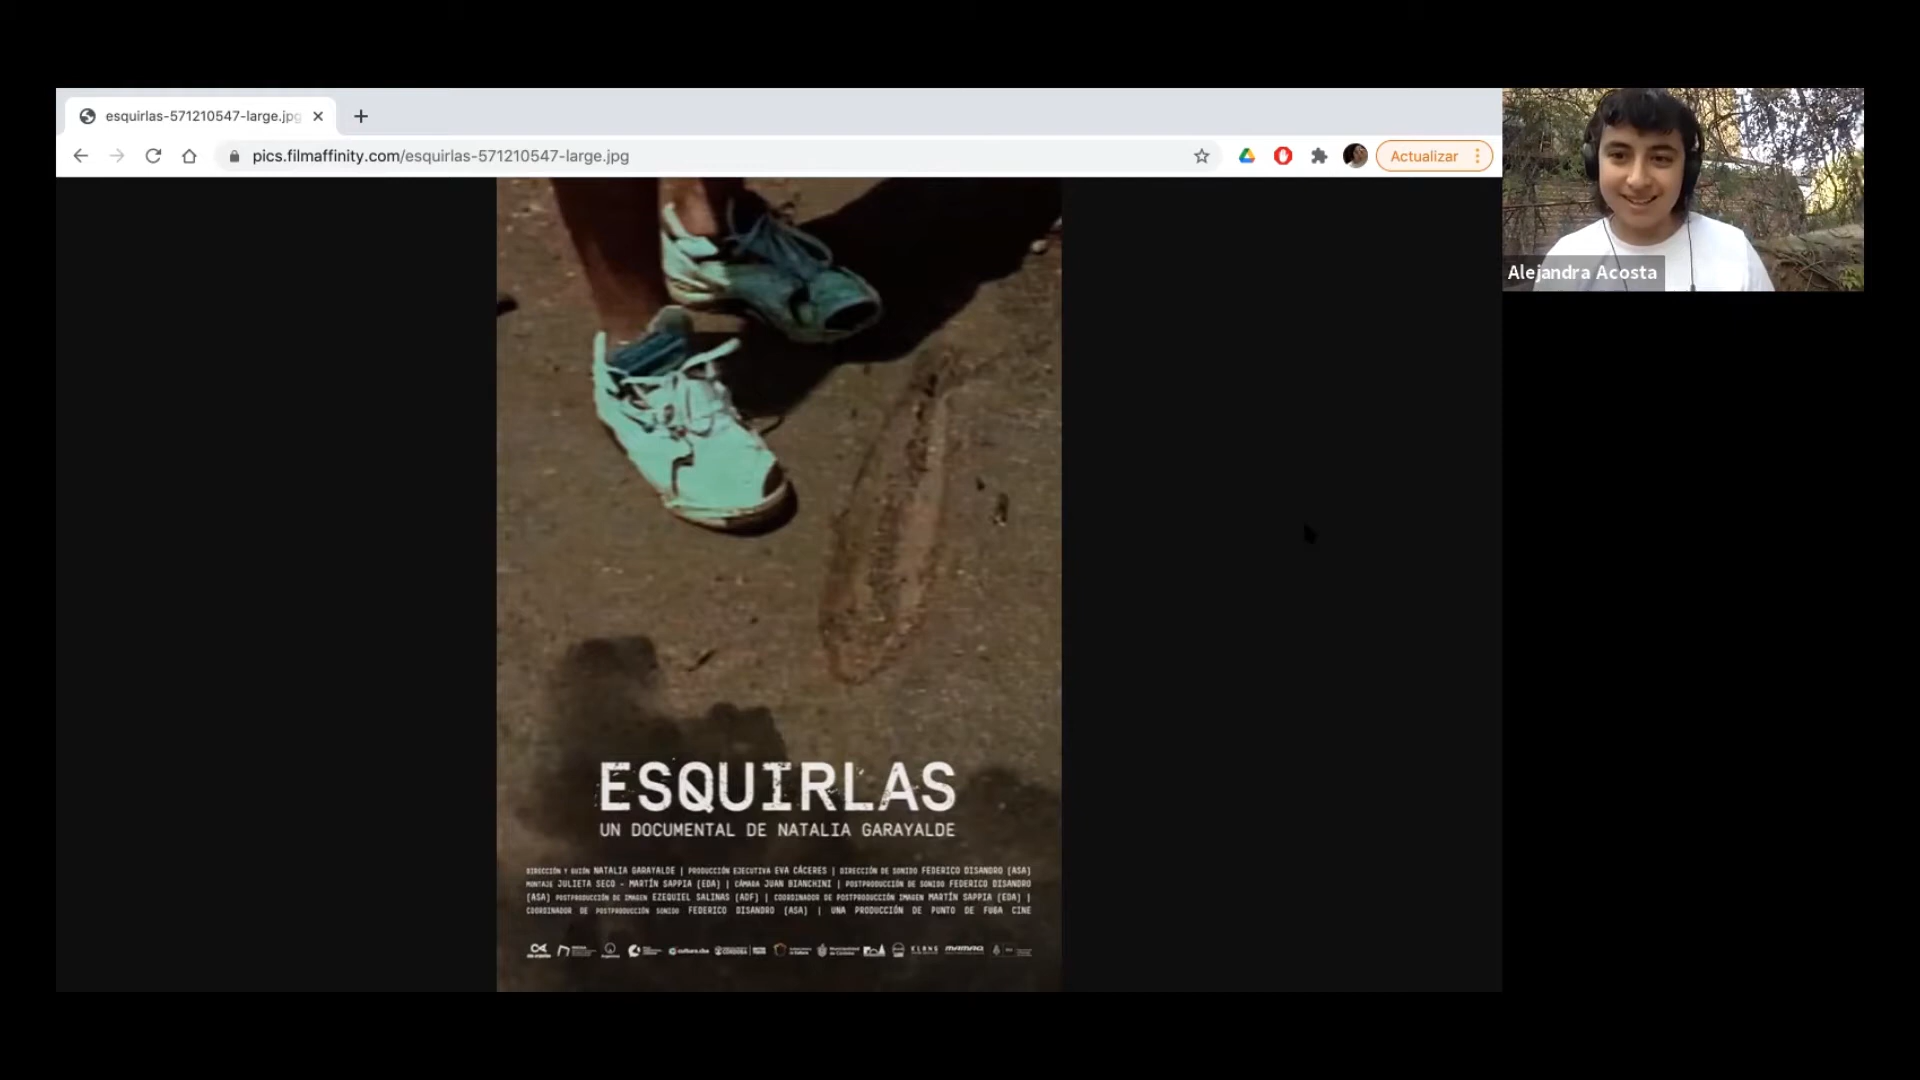 esquirlas-571210547-large.jpg
pics.filmaffinity.com/esquirlas-571210547-large.jpg
Actualizar
Alejandra Acosta
ESQUIRLAS
UN DOCUMENTAL DE NATALIA GARAYALDE
DIRECCIÓN Y GUIÓN NATALIA GARAYALDE | PRODUCCIÓN EJECUTIVA EVA CÁCERES | DIRECCIÓN DE SONIDO FEDERICO DISANDRO (ASA)
MONTAJE JULIETA SECO - MARTÍN SAPPIA (EDA) | CÁMARA JUAN BIANCHINI | POSTPRODUCCIÓN DE SONIDO FEDERICO DISANDRO
(ASA) POSTPRODUCCIÓN DE IMAGEN EZEQUIEL SALINAS (ADF) | COORDINADOR DE POSTPRODUCCIÓN IMAGEN MARTÍN SAPPIA (EDA) |
COORDINADOR DE POSTPRODUCCIÓN SONIDO FEDERICO DISANDRO (ASA) | UNA PRODUCCIÓN DE PUNTO DE FUGA CINE